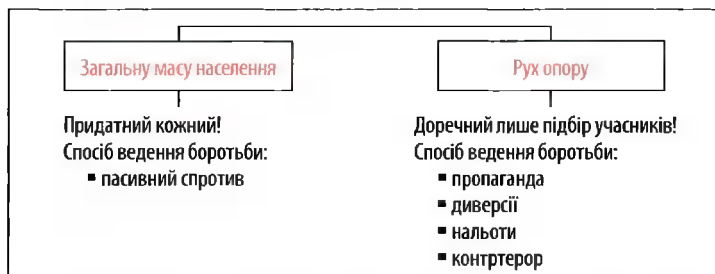 Загальну масу населення
Придатний кожний!
Спосіб ведення боротьби:
▪ пасивний спротив
Рух опору
Доречний лише підбір учасників!
Спосіб ведення боротьби:
▪ пропаганда
▪ диверсії
▪ нальоти
▪ контртерор